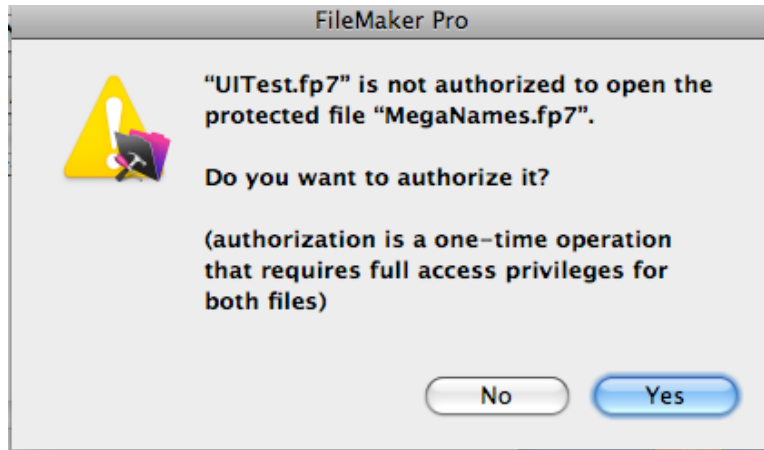 FileMaker Pro
“UITest.fp7” is not authorized to open the
protected file “MegaNames.fp7”.
Do you want to authorize it?
(authorization is a one-time operation
that requires full access privileges for
both files)
No
Yes